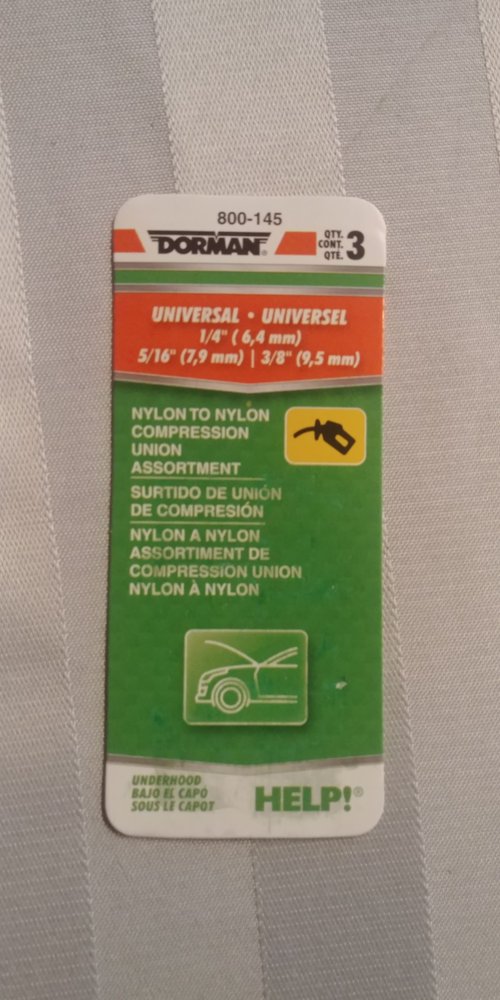 800-145
DORMAN®
QTY.
CONT.
QTÉ.
3
UNIVERSAL • UNIVERSEL
1/4" ( 6,4 mm)
5/16" (7,9 mm) | 3/8" (9,5 mm)
NYLON TO NYLON
COMPRESSION
UNION
ASSORTMENT
SURTIDO DE UNIÓN
DE COMPRESIÓN
NYLON A NYLON
ASSORTIMENT DE
COMPRESSION UNION
NYLON À NYLON
UNDERHOOD
BAJO EL CAPO
SOUS LE CAPOT
HELP!®